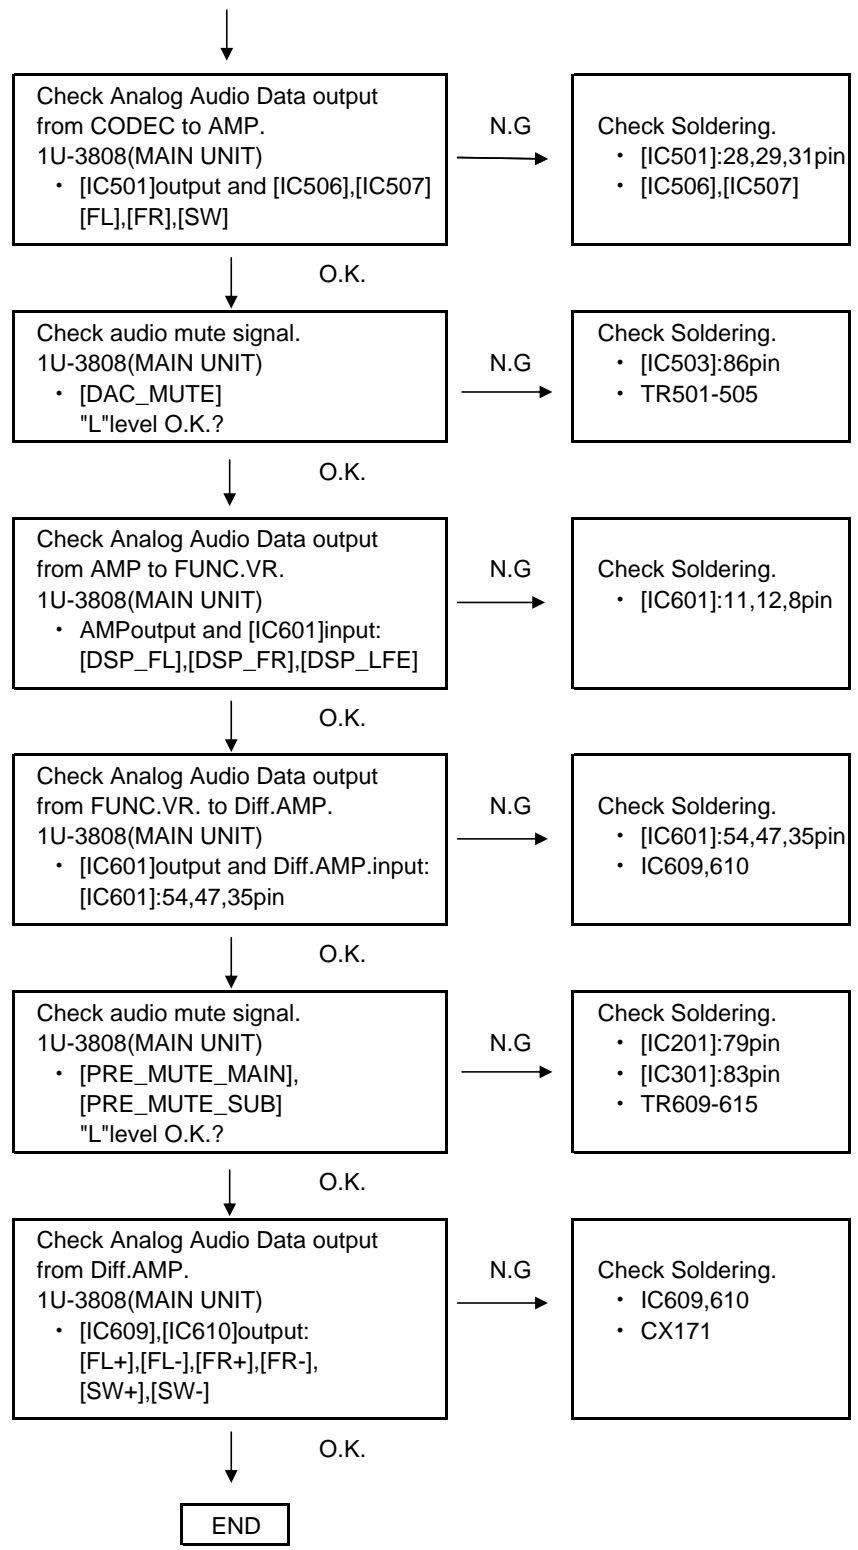 Check Analog Audio Data output
from CODEC to AMP.
1U-3808(MAIN UNIT)
・ [IC501]output and [IC506],[IC507]
[FL],[FR],[SW]
N.G
Check Soldering.
・ [IC501]:28,29,31pin
・ [IC506],[IC507]
O.K.
Check audio mute signal.
1U-3808(MAIN UNIT)
・ [DAC_MUTE]
"L"level O.K.?
N.G
Check Soldering.
・ [IC503]:86pin
・ TR501-505
O.K.
Check Analog Audio Data output
from AMP to FUNC.VR.
1U-3808(MAIN UNIT)
・ AMPoutput and [IC601]input:
[DSP_FL],[DSP_FR],[DSP_LFE]
N.G
Check Soldering.
・ [IC601]:11,12,8pin
O.K.
Check Analog Audio Data output
from FUNC.VR. to Diff.AMP.
1U-3808(MAIN UNIT)
・ [IC601]output and Diff.AMP.input:
[IC601]:54,47,35pin
N.G
Check Soldering.
・ [IC601]:54,47,35pin
・ IC609,610
O.K.
Check audio mute signal.
1U-3808(MAIN UNIT)
・ [PRE_MUTE_MAIN],
[PRE_MUTE_SUB]
"L"level O.K.?
N.G
Check Soldering.
・ [IC201]:79pin
・ [IC301]:83pin
・ TR609-615
O.K.
Check Analog Audio Data output
from Diff.AMP.
1U-3808(MAIN UNIT)
・ [IC609],[IC610]output:
[FL+],[FL-],[FR+],[FR-],
[SW+],[SW-]
N.G
Check Soldering.
・ IC609,610
・ CX171
O.K.
END